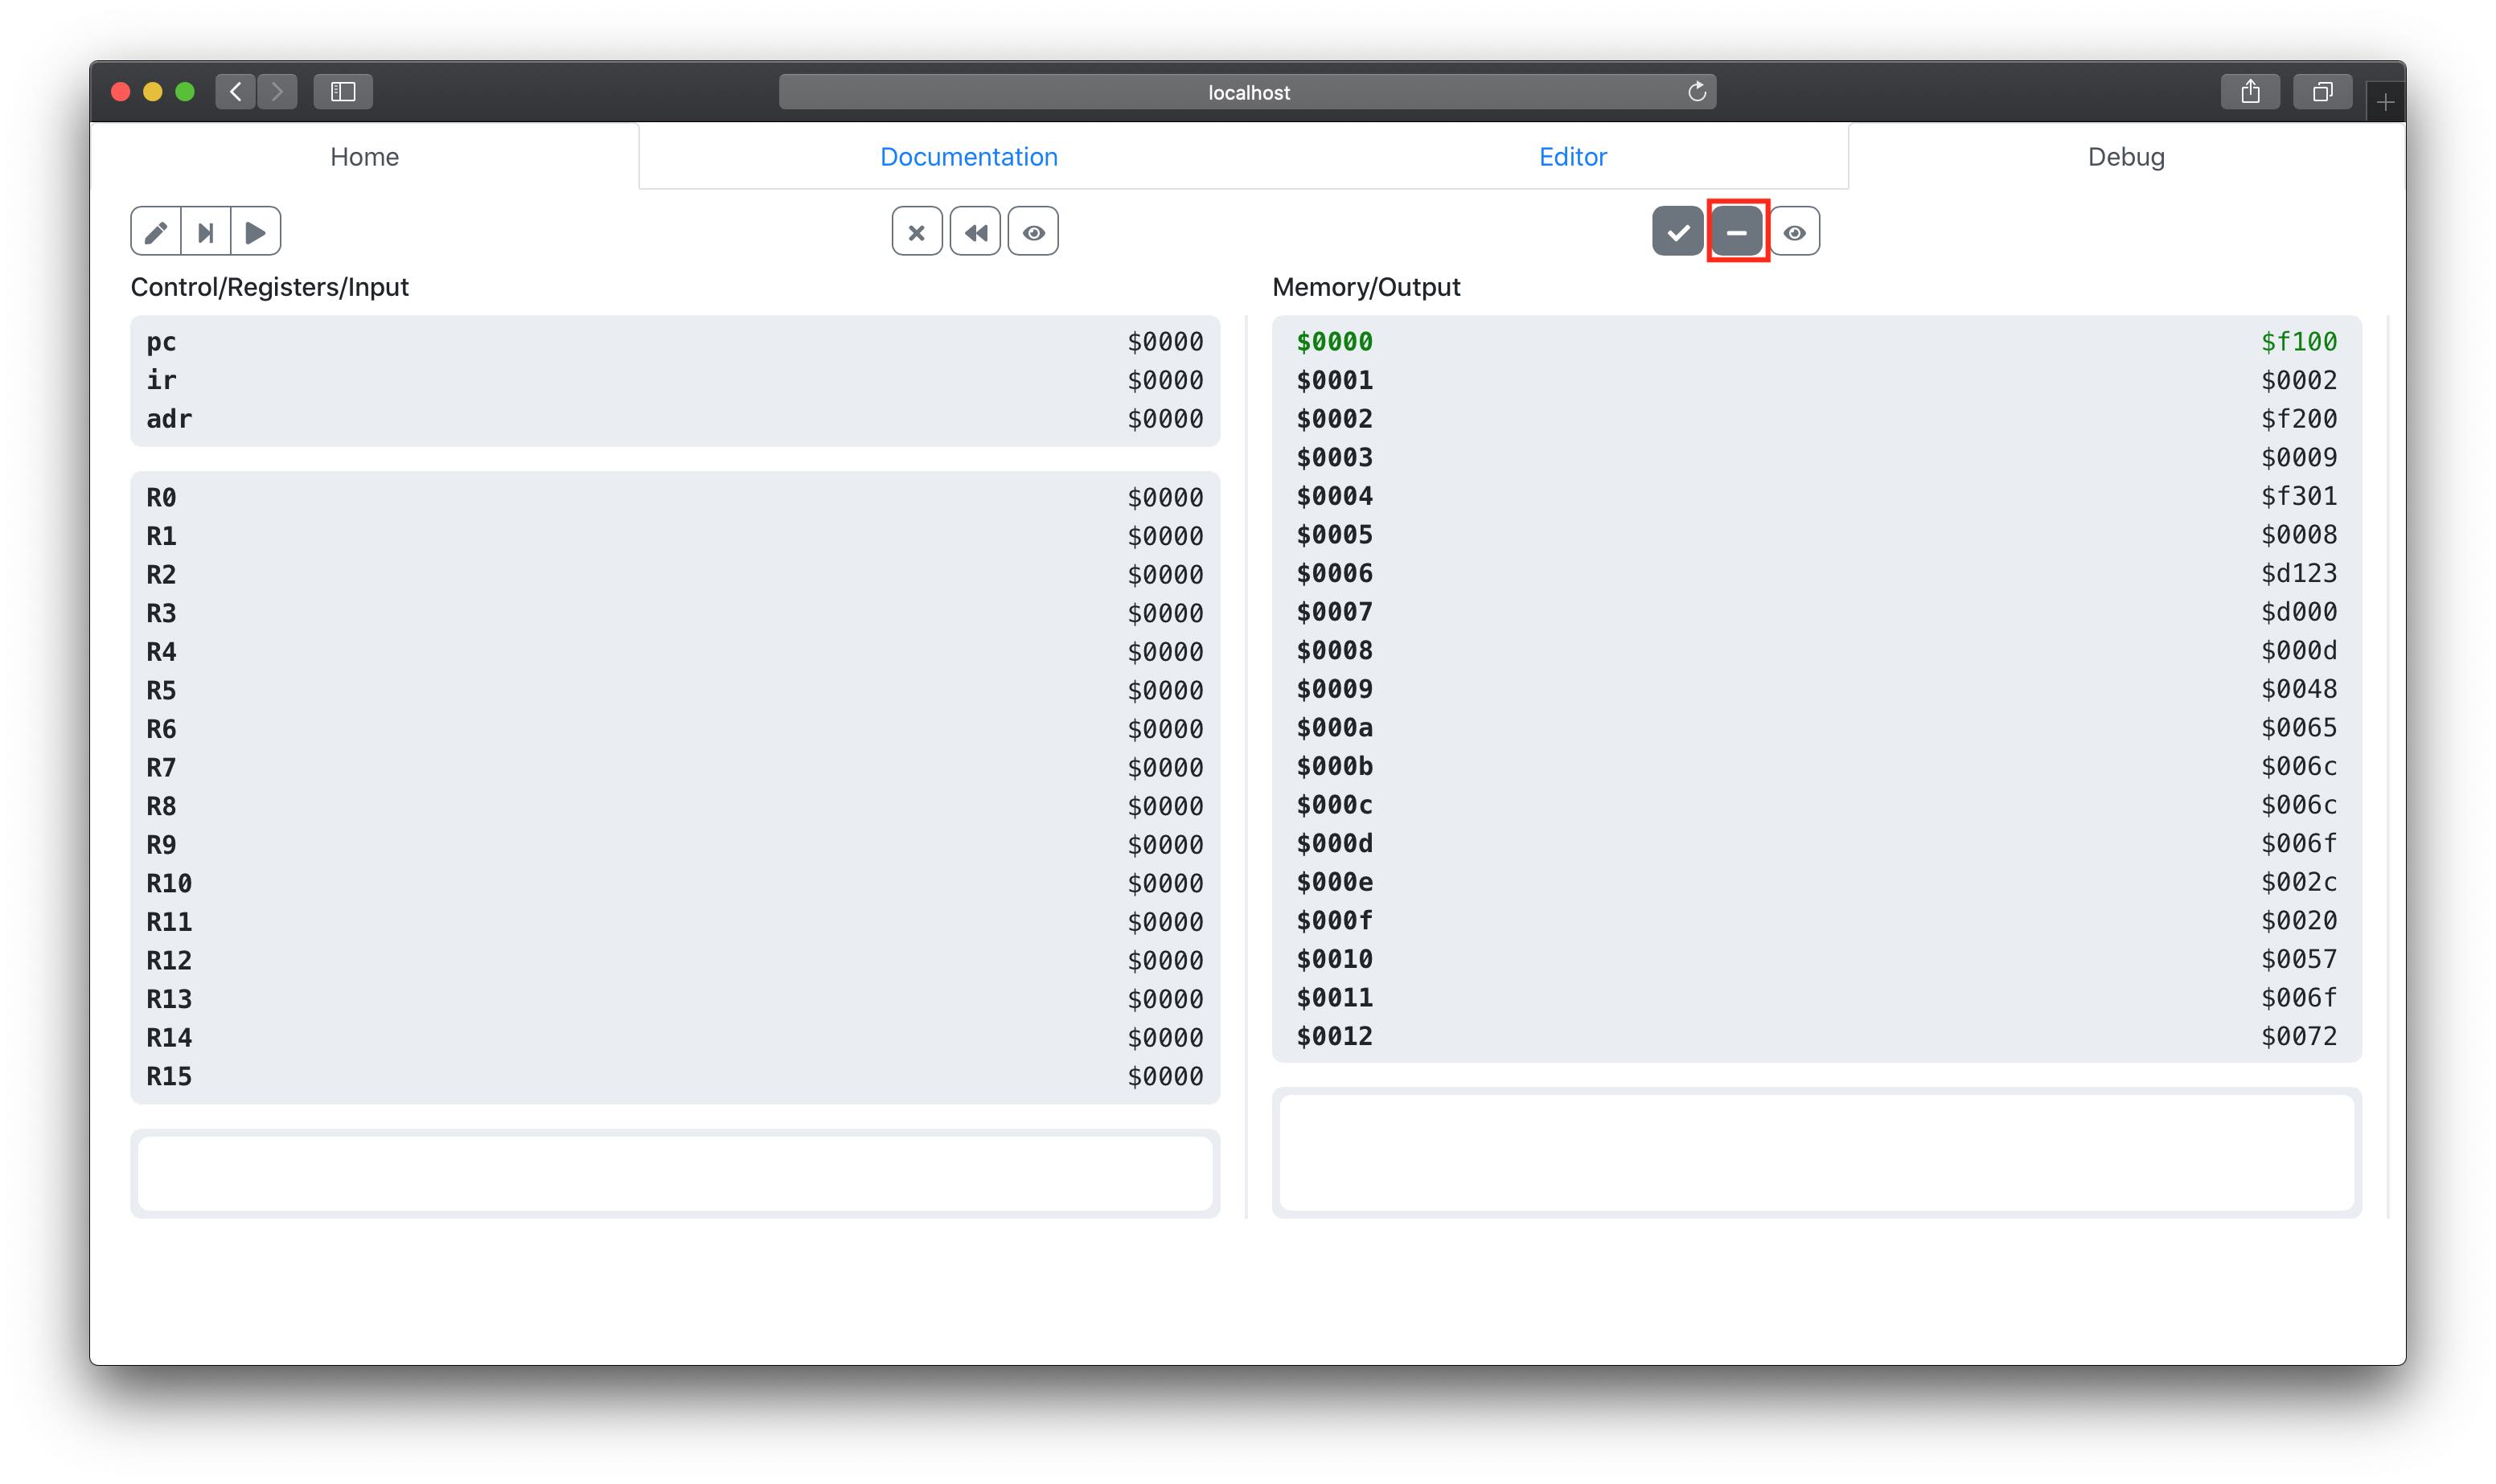 localhost
Home Documentation Editor Debug
Control/Registers/Input
pc $0000
ir $0000
adr $0000
R0 $0000
R1 $0000
R2 $0000
R3 $0000
R4 $0000
R5 $0000
R6 $0000
R7 $0000
R8 $0000
R9 $0000
R10 $0000
R11 $0000
R12 $0000
R13 $0000
R14 $0000
R15 $0000
Memory/Output
$0000 $f100
$0001 $0002
$0002 $f200
$0003 $0009
$0004 $f301
$0005 $0008
$0006 $d123
$0007 $d000
$0008 $000d
$0009 $0048
$000a $0065
$000b $006c
$000c $006c
$000d $006f
$000e $002c
$000f $0020
$0010 $0057
$0011 $006f
$0012 $0072